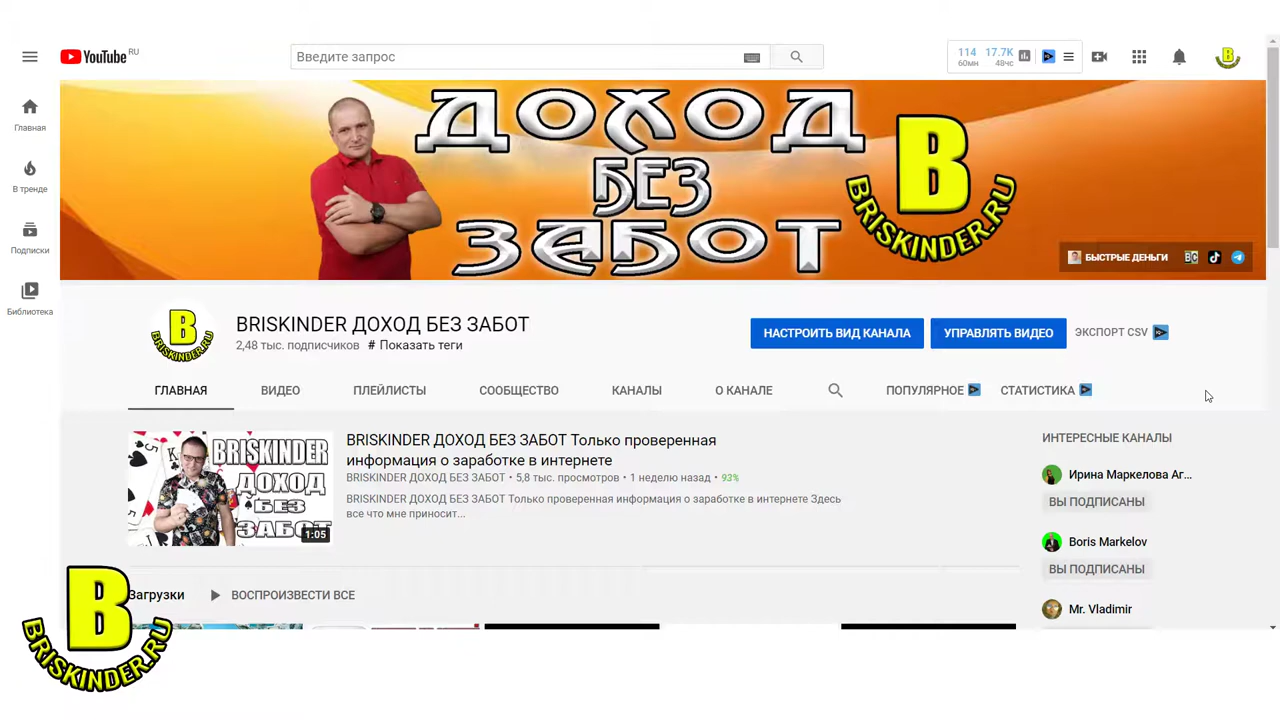 YouTube RU
Введите запрос
114 17.7K
60мн 48чс
Главная
В тренде
Подписки
Библиотека
ДОХОД
БЕЗ
ЗАБОТ
B
BRISKINDER.RU
БЫСТРЫЕ ДЕНЬГИ
B
BRISKINDER.RU
BRISKINDER ДОХОД БЕЗ ЗАБОТ
2,48 тыс. подписчиков # Показать теги
НАСТРОИТЬ ВИД КАНАЛА УПРАВЛЯТЬ ВИДЕО ЭКСПОРТ CSV
ГЛАВНАЯ ВИДЕО ПЛЕЙЛИСТЫ СООБЩЕСТВО КАНАЛЫ О КАНАЛЕ ПОПУЛЯРНОЕ СТАТИСТИКА
BRISKINDER
ДОХОД
БЕЗ
ЗАБОТ
1:05
BRISKINDER ДОХОД БЕЗ ЗАБОТ Только проверенная
информация о заработке в интернете
BRISKINDER ДОХОД БЕЗ ЗАБОТ • 5,8 тыс. просмотров • 1 неделю назад • 93%
BRISKINDER ДОХОД БЕЗ ЗАБОТ Только проверенная информация о заработке в интернете Здесь
все что мне приносит...
ИНТЕРЕСНЫЕ КАНАЛЫ
Ирина Маркелова Аг...
ВЫ ПОДПИСАНЫ
Boris Markelov
ВЫ ПОДПИСАНЫ
Mr. Vladimir
Загрузки ВОСПРОИЗВЕСТИ ВСЕ
B
BRISKINDER.RU